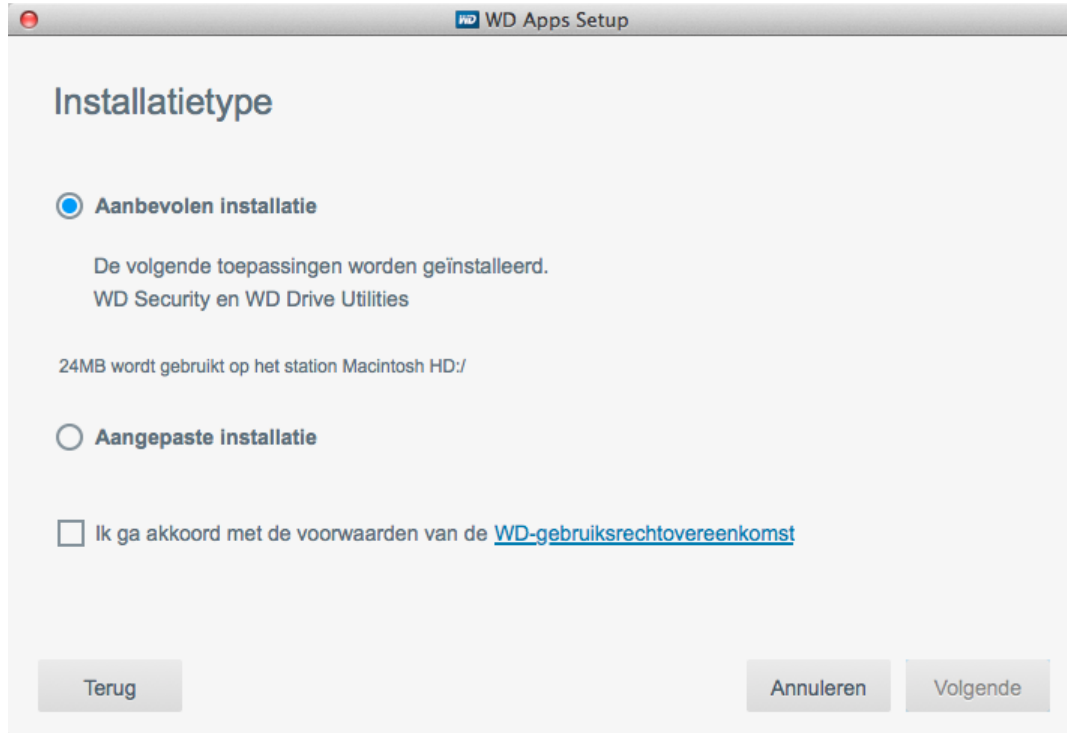 WD WD Apps Setup
Installatietype
Aanbevolen installatie
De volgende toepassingen worden geïnstalleerd.
WD Security en WD Drive Utilities
24MB wordt gebruikt op het station Macintosh HD:/
Aangepaste installatie
Ik ga akkoord met de voorwaarden van de WD-gebruiksrechtovereenkomst
Terug
Annuleren
Volgende